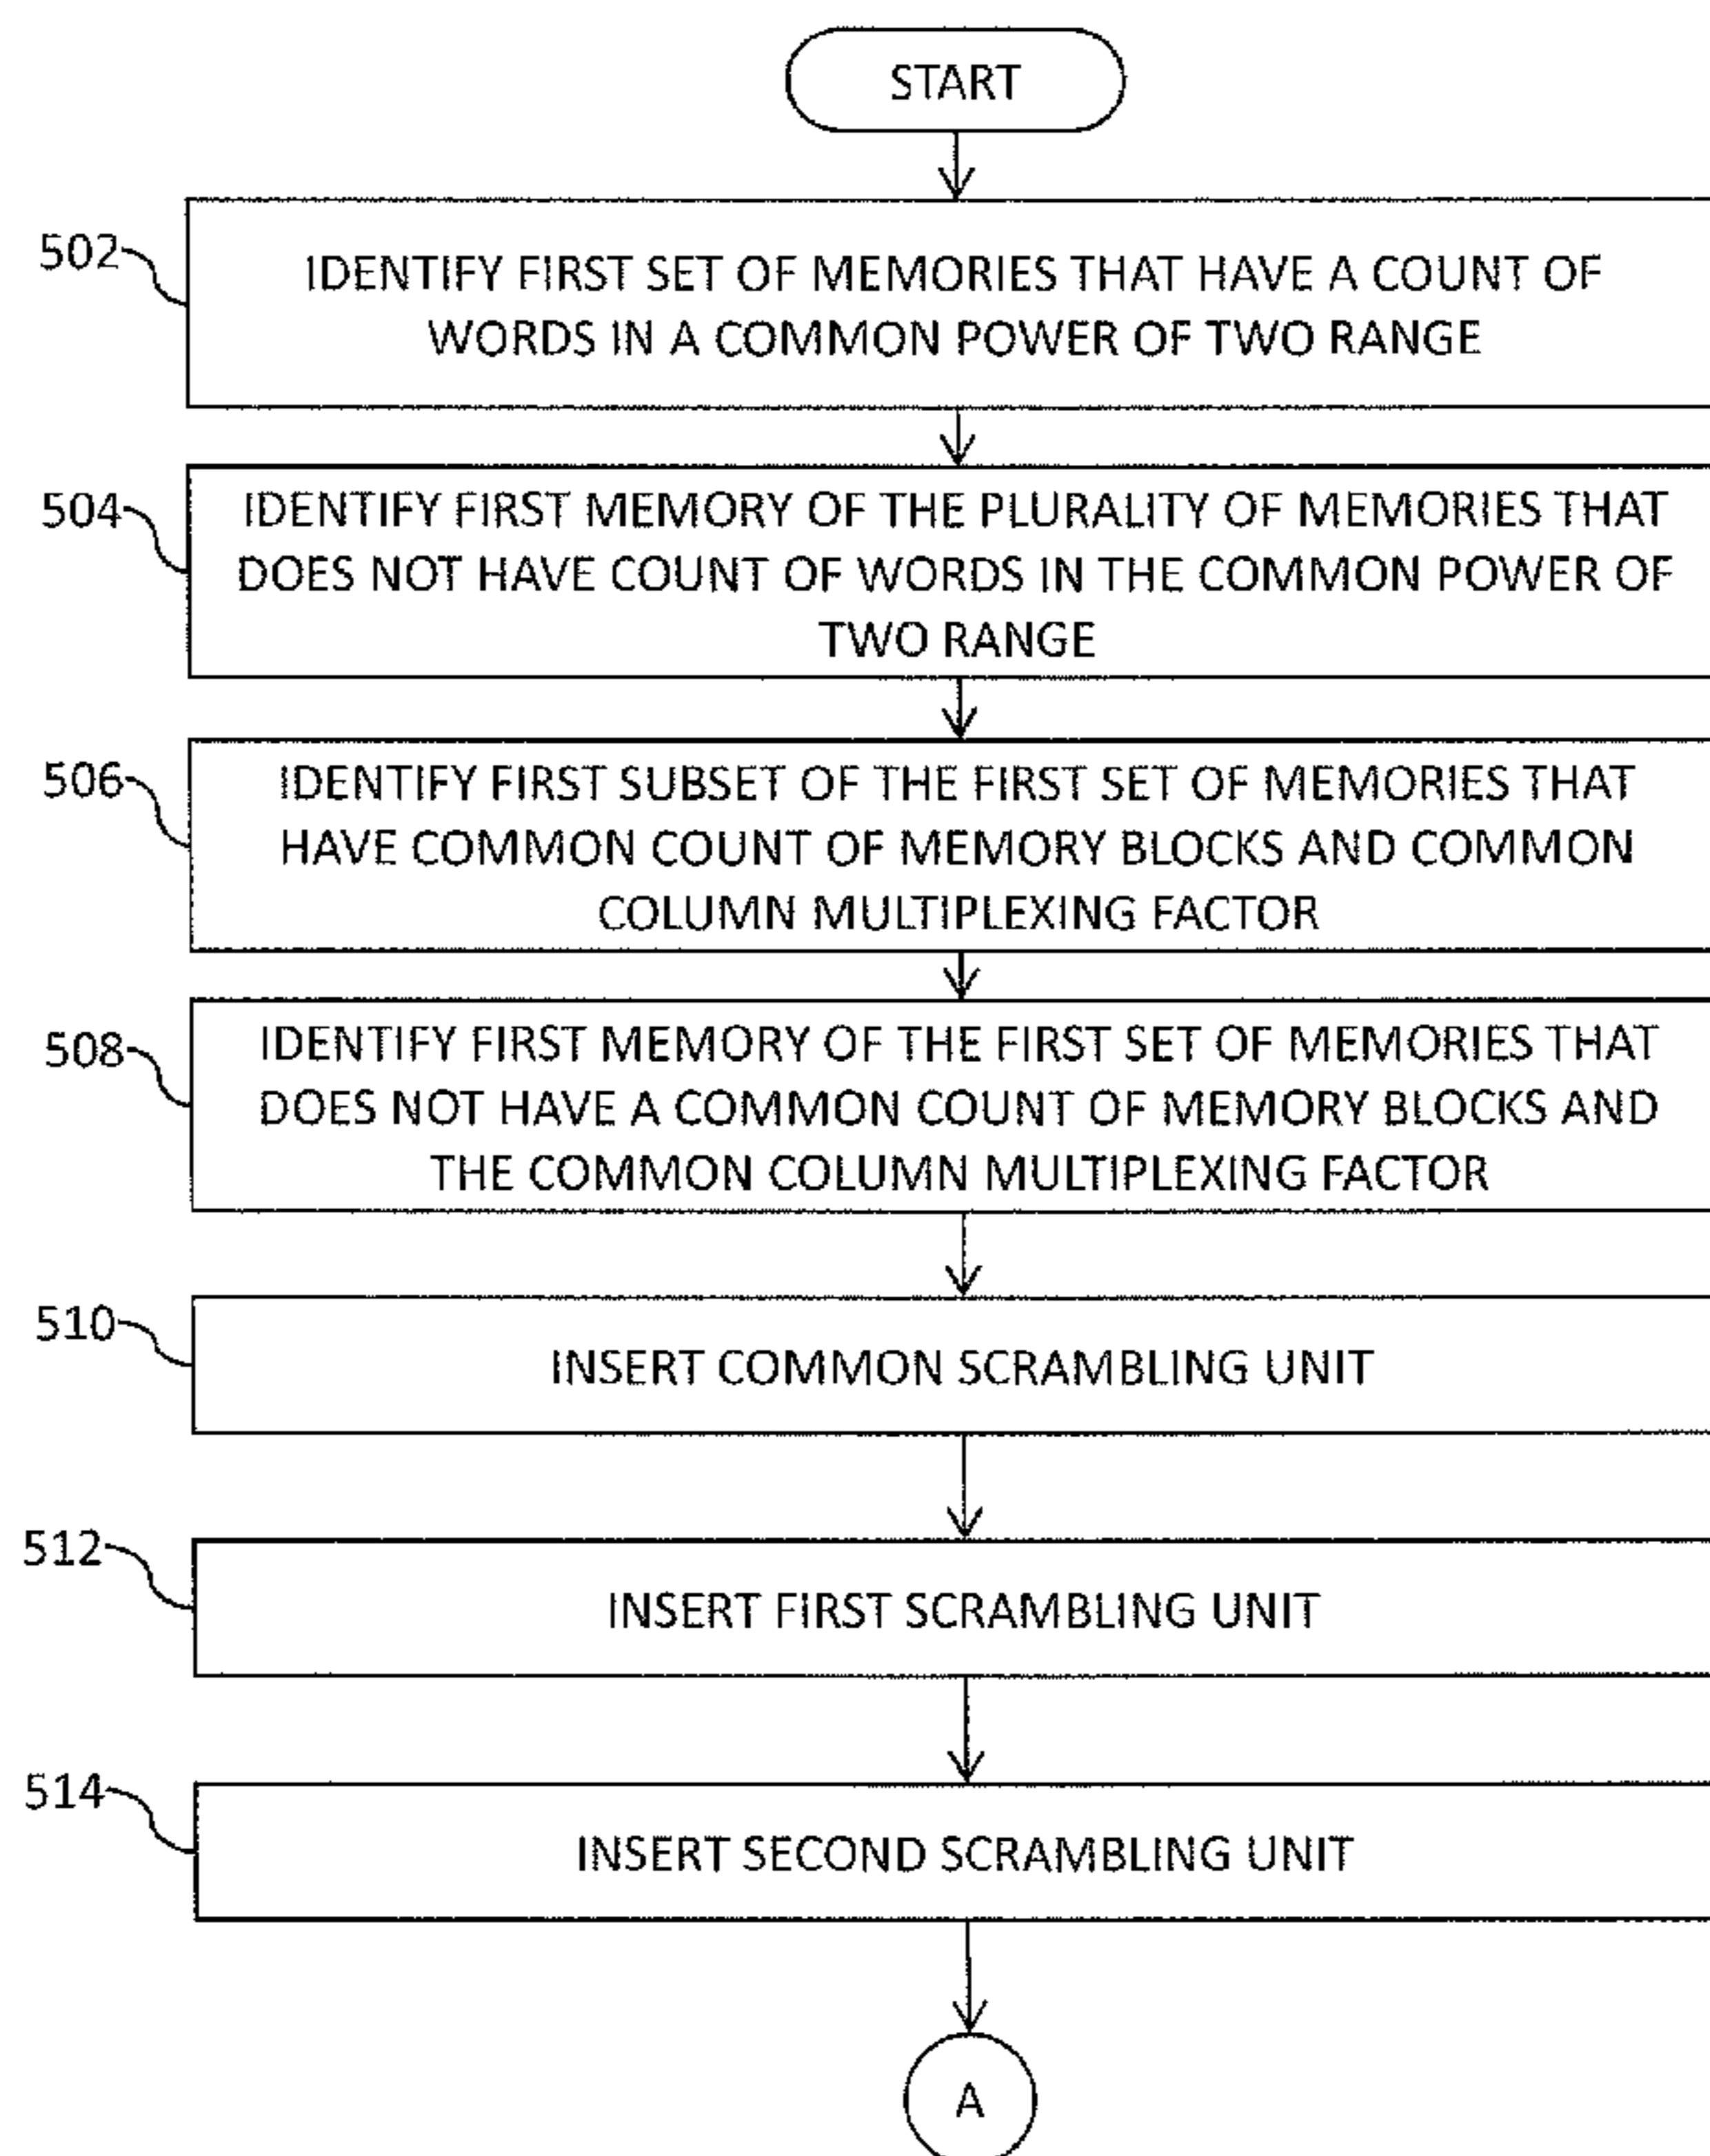 START
502
IDENTIFY FIRST SET OF MEMORIES THAT HAVE A COUNT OF
WORDS IN A COMMON POWER OF TWO RANGE
504
IDENTIFY FIRST MEMORY OF THE PLURALITY OF MEMORIES THAT
DOES NOT HAVE COUNT OF WORDS IN THE COMMON POWER OF
TWO RANGE
506
IDENTIFY FIRST SUBSET OF THE FIRST SET OF MEMORIES THAT
HAVE COMMON COUNT OF MEMORY BLOCKS AND COMMON
COLUMN MULTIPLEXING FACTOR
508
IDENTIFY FIRST MEMORY OF THE FIRST SET OF MEMORIES THAT
DOES NOT HAVE A COMMON COUNT OF MEMORY BLOCKS AND
THE COMMON COLUMN MULTIPLEXING FACTOR
510
INSERT COMMON SCRAMBLING UNIT
512
INSERT FIRST SCRAMBLING UNIT
514
INSERT SECOND SCRAMBLING UNIT
A